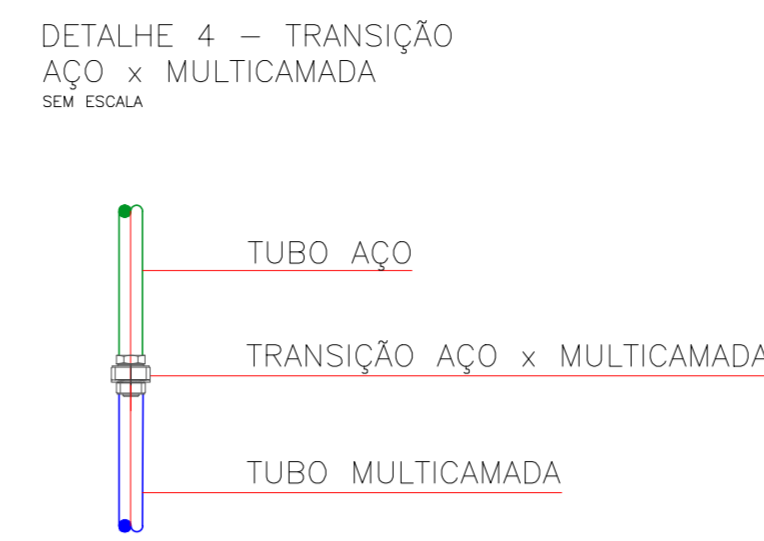 DETALHE 4 – TRANSIÇÃO
AÇO x MULTICAMADA
SEM ESCALA
TUBO AÇO
TRANSIÇÃO AÇO x MULTICAMADA
TUBO MULTICAMADA